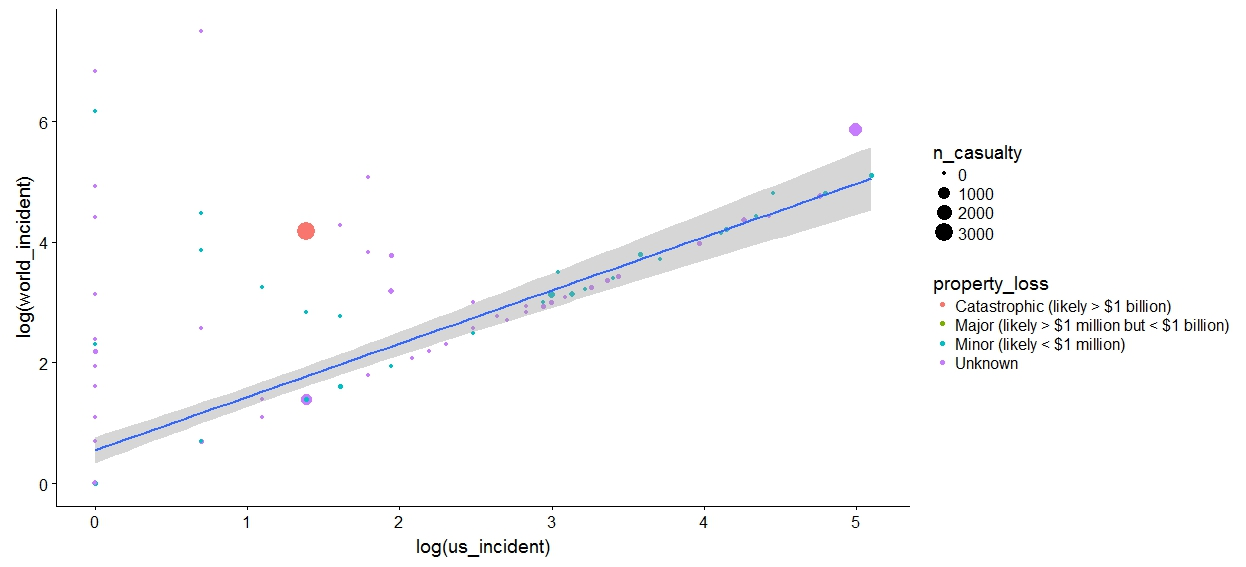 6
4
2
0
log(world_incident)
0
1
2
3
4
5
log(us_incident)
n_casualty
0
1000
2000
3000
property_loss
Catastrophic (likely > $1 billion)
Major (likely > $1 million but < $1 billion)
Minor (likely < $1 million)
Unknown